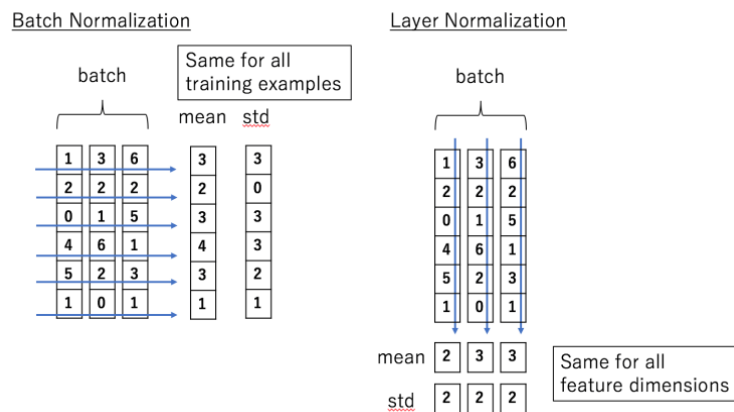 Batch Normalization
Same for all
training examples
batch
mean std
1 3 6 3 3
2 2 2 2 0
0 1 5 3 3
4 6 1 4 3
5 2 3 3 2
1 0 1 1 1
Layer Normalization
batch
1 3 6
2 2 2
0 1 5
4 6 1
5 2 3
1 0 1
mean 2 3 3
std 2 2 2
Same for all
feature dimensions